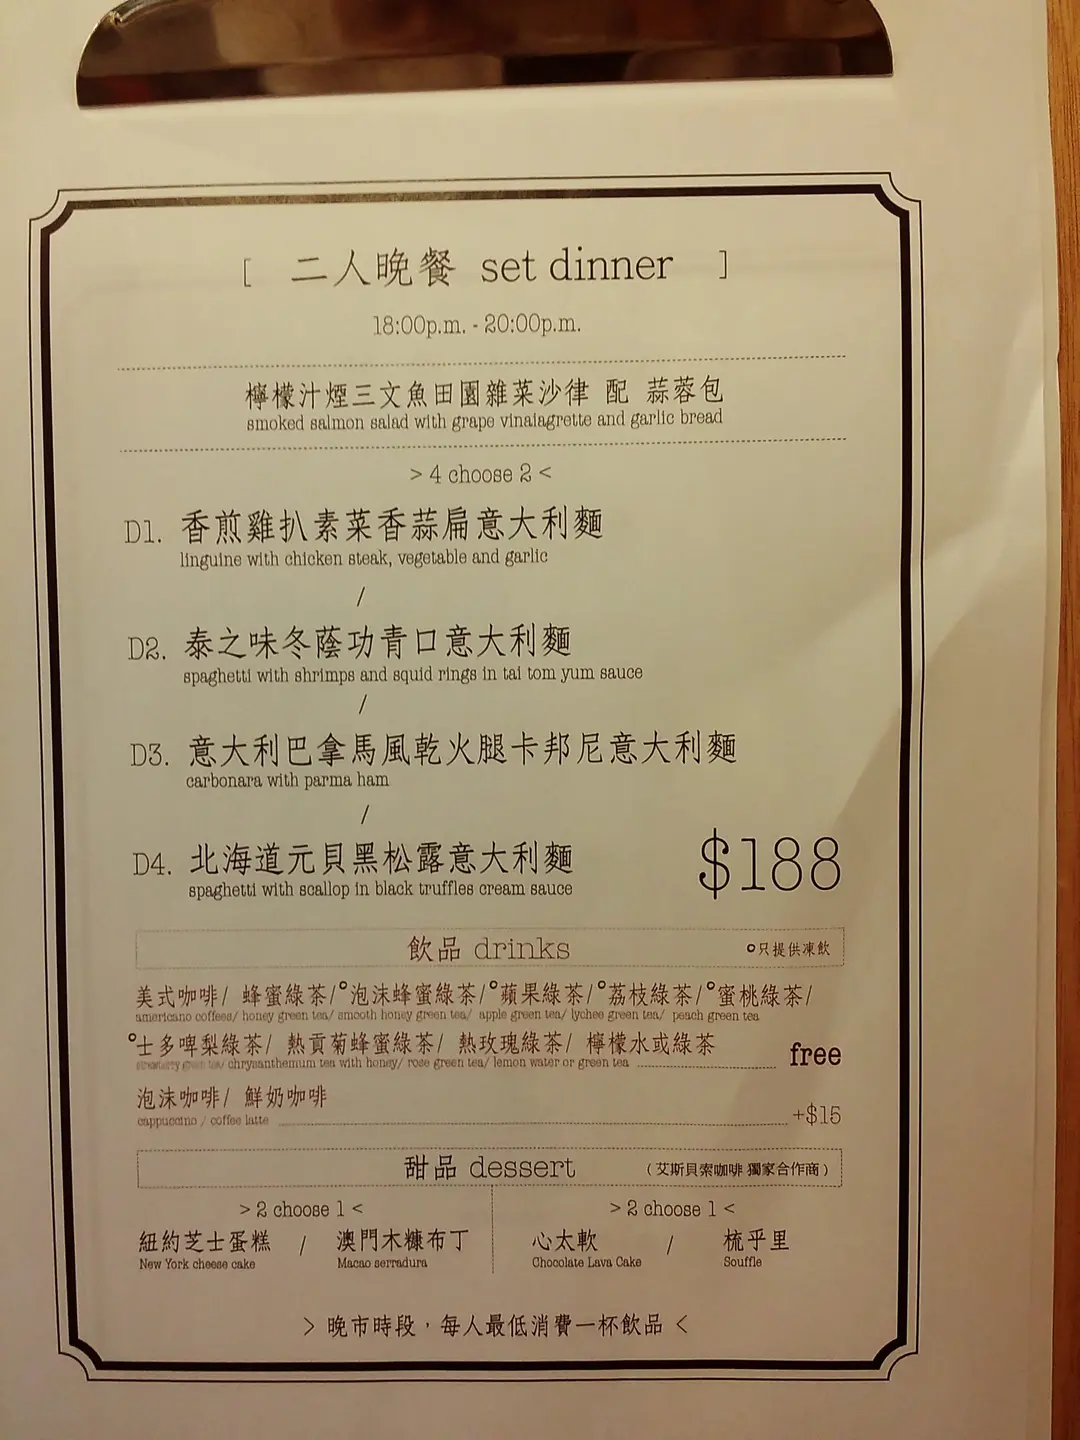 [ 二人晚餐 set dinner ]
18:00p.m. - 20:00p.m.
檸檬汁煙三文魚田園雜菜沙律 配 蒜蓉包
smoked salmon salad with grape vinaiagrette and garlic bread
> 4 choose 2 <
D1. 香煎雞扒素菜香蒜扁意大利麵
linguine with chicken steak, vegetable and garlic
/
D2. 泰之味冬蔭功青口意大利麵
spaghetti with shrimps and squid rings in tai tom yum sauce
/
D3. 意大利巴拿馬風乾火腿卡邦尼意大利麵
carbonara with parma ham
/
D4. 北海道元貝黑松露意大利麵
spaghetti with scallop in black truffles cream sauce
$188
飲品 drinks °只提供凍飲
美式咖啡/ 蜂蜜綠茶/°泡沫蜂蜜綠茶/°蘋果綠茶/°荔枝綠茶/°蜜桃綠茶/
americano coffees/ honey green tea/ smooth honey green tea/ apple green tea/ lychee green tea/ peach green tea
°士多啤梨綠茶/ 熱貢菊蜂蜜綠茶/ 熱玫瑰綠茶/ 檸檬水或綠茶
strawberry green tea/ chrysanthemum tea with honey/ rose green tea/ lemon water or green tea free
泡沫咖啡/ 鮮奶咖啡
cappuccino / coffee latte +$15
甜品 dessert (艾斯貝索咖啡 獨家合作商)
> 2 choose 1 < > 2 choose 1 <
紐約芝士蛋糕 / 澳門木糠布丁 心太軟 / 梳乎里
New York cheese cake Macao serradura Chocolate Lava Cake Souffle
> 晚市時段，每人最低消費一杯飲品 <